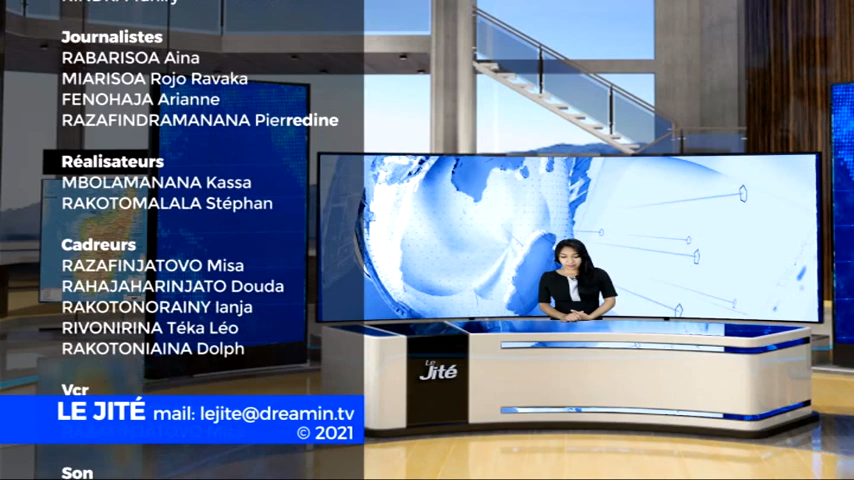 Journalistes
RABARISOA Aina
MIARISOA Rojo Ravaka
FENOHAJA Arianne
RAZAFINDRAMANANA Pierredine
Réalisateurs
MBOLAMANANA Kassa
RAKOTOMALALA Stéphan
Cadreurs
RAZAFINJATOVO Misa
RAHAJAHARINJATO Douda
RAKOTONORAINY Ianja
RIVONIRINA Téka Léo
RAKOTONIAINA Dolph
Vcr
LE JITÉ mail: lejite@dreamin.tv
© 2021
Son
Le
Jité